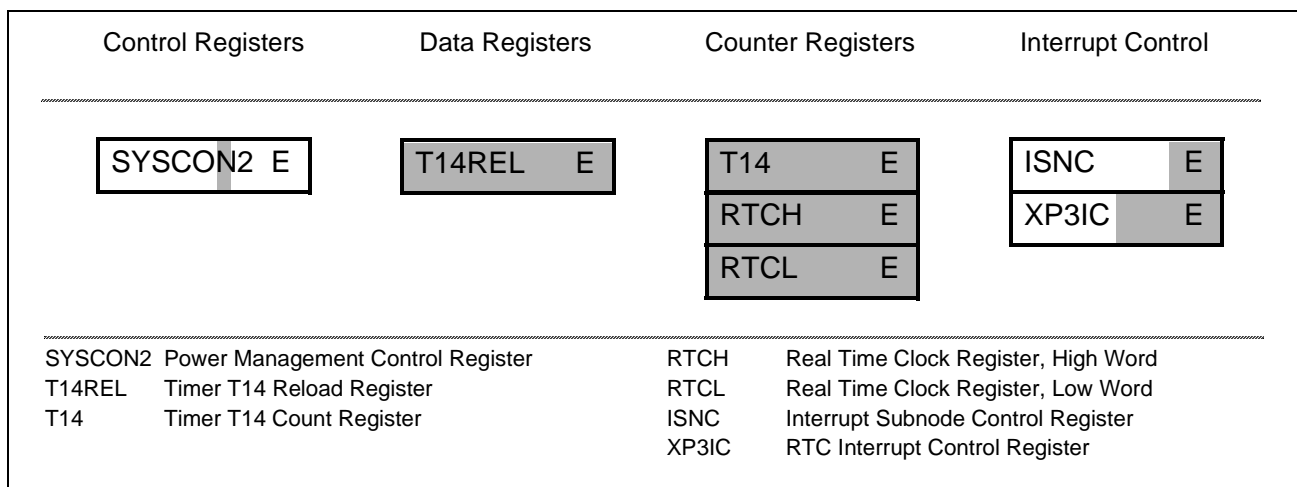 Control Registers Data Registers Counter Registers Interrupt Control
SYSCON2 E T14REL E T14 E ISNC E
RTCH E XP3IC E
RTCL E
SYSCON2 Power Management Control Register RTCH Real Time Clock Register, High Word
T14REL Timer T14 Reload Register RTCL Real Time Clock Register, Low Word
T14 Timer T14 Count Register ISNC Interrupt Subnode Control Register
XP3IC RTC Interrupt Control Register